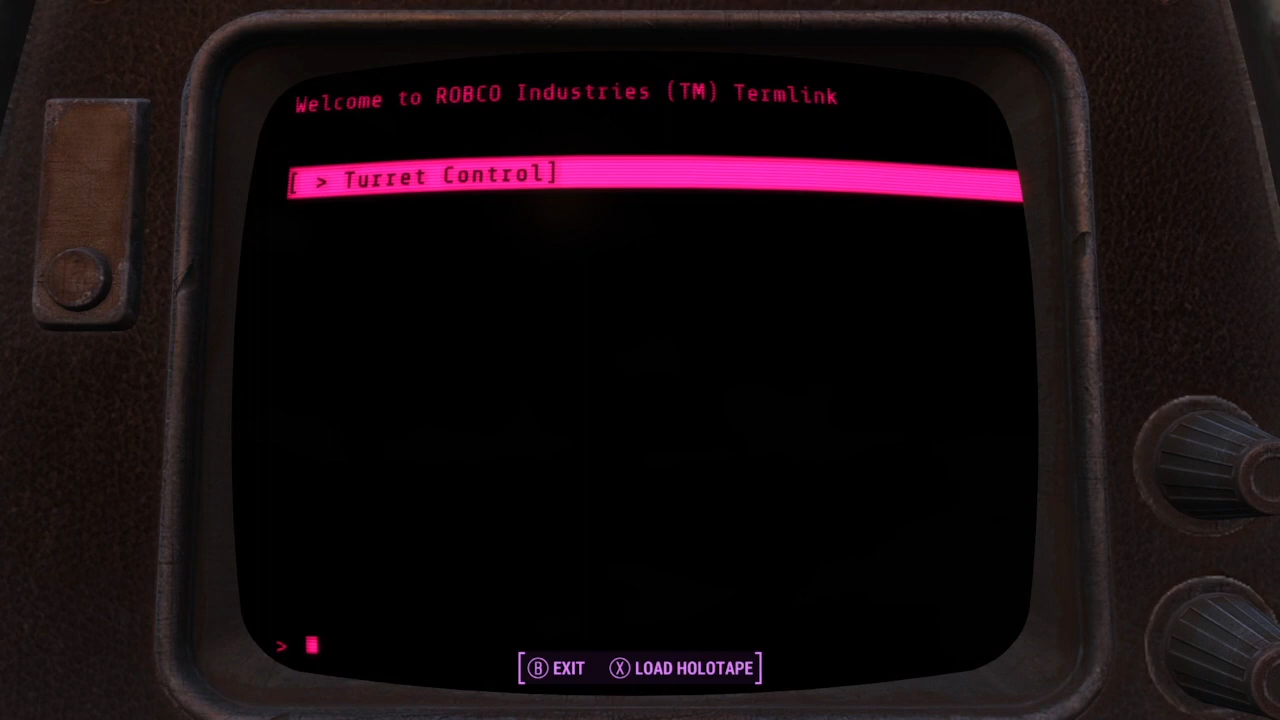 Welcome to ROBCO Industries (TM) Termlink
[ > Turret Control]
>
B EXIT X LOAD HOLOTAPE